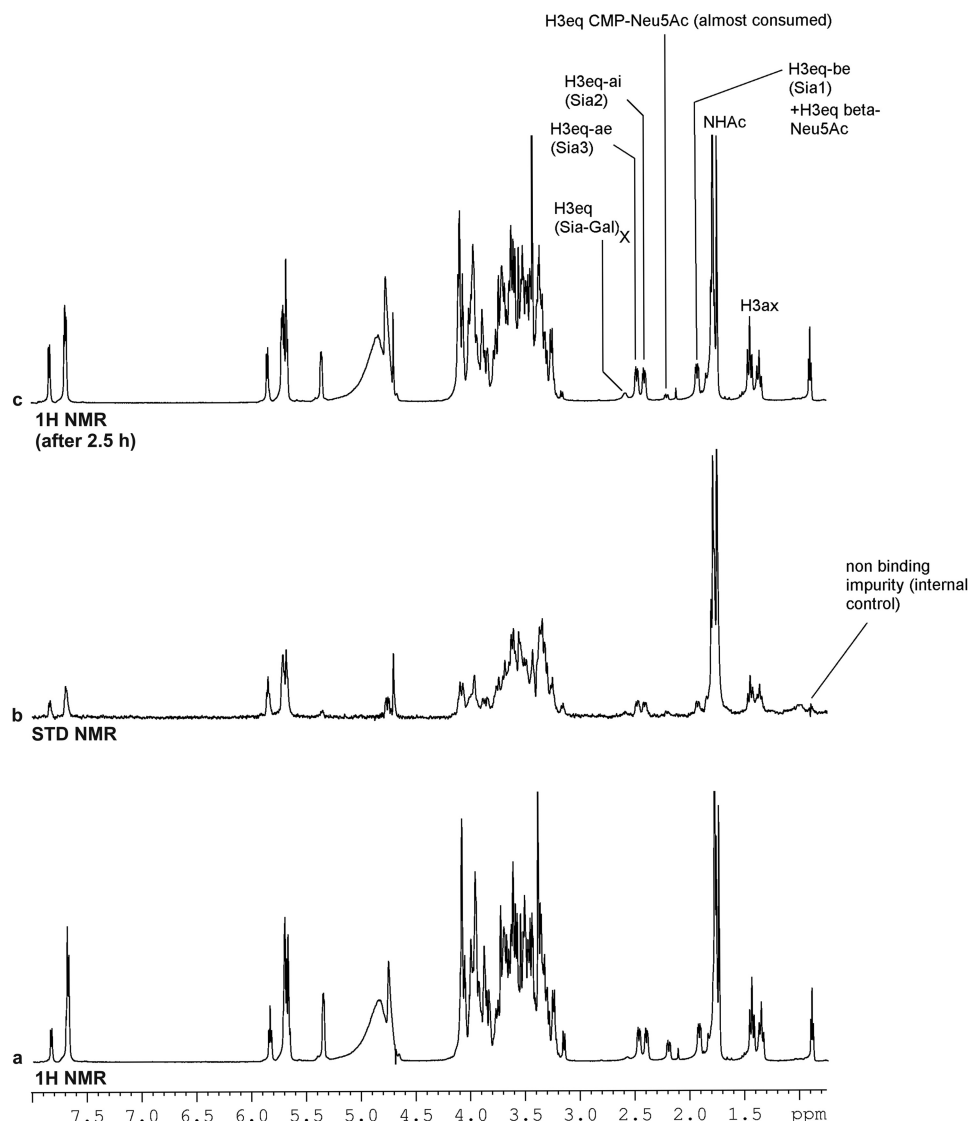 H3eq CMP-Neu5Ac (almost consumed)
H3eq-be
(Sia1)
+H3eq beta-
Neu5Ac
H3eq-ai
(Sia2)
NHAc
H3eq-ae
(Sia3)
H3eq
(Sia-Gal)x
H3ax
c
1H NMR
(after 2.5 h)
non binding
impurity (internal
control)
b
STD NMR
a
1H NMR
7.5 7.0 6.5 6.0 5.5 5.0 4.5 4.0 3.5 3.0 2.5 2.0 1.5 ppm